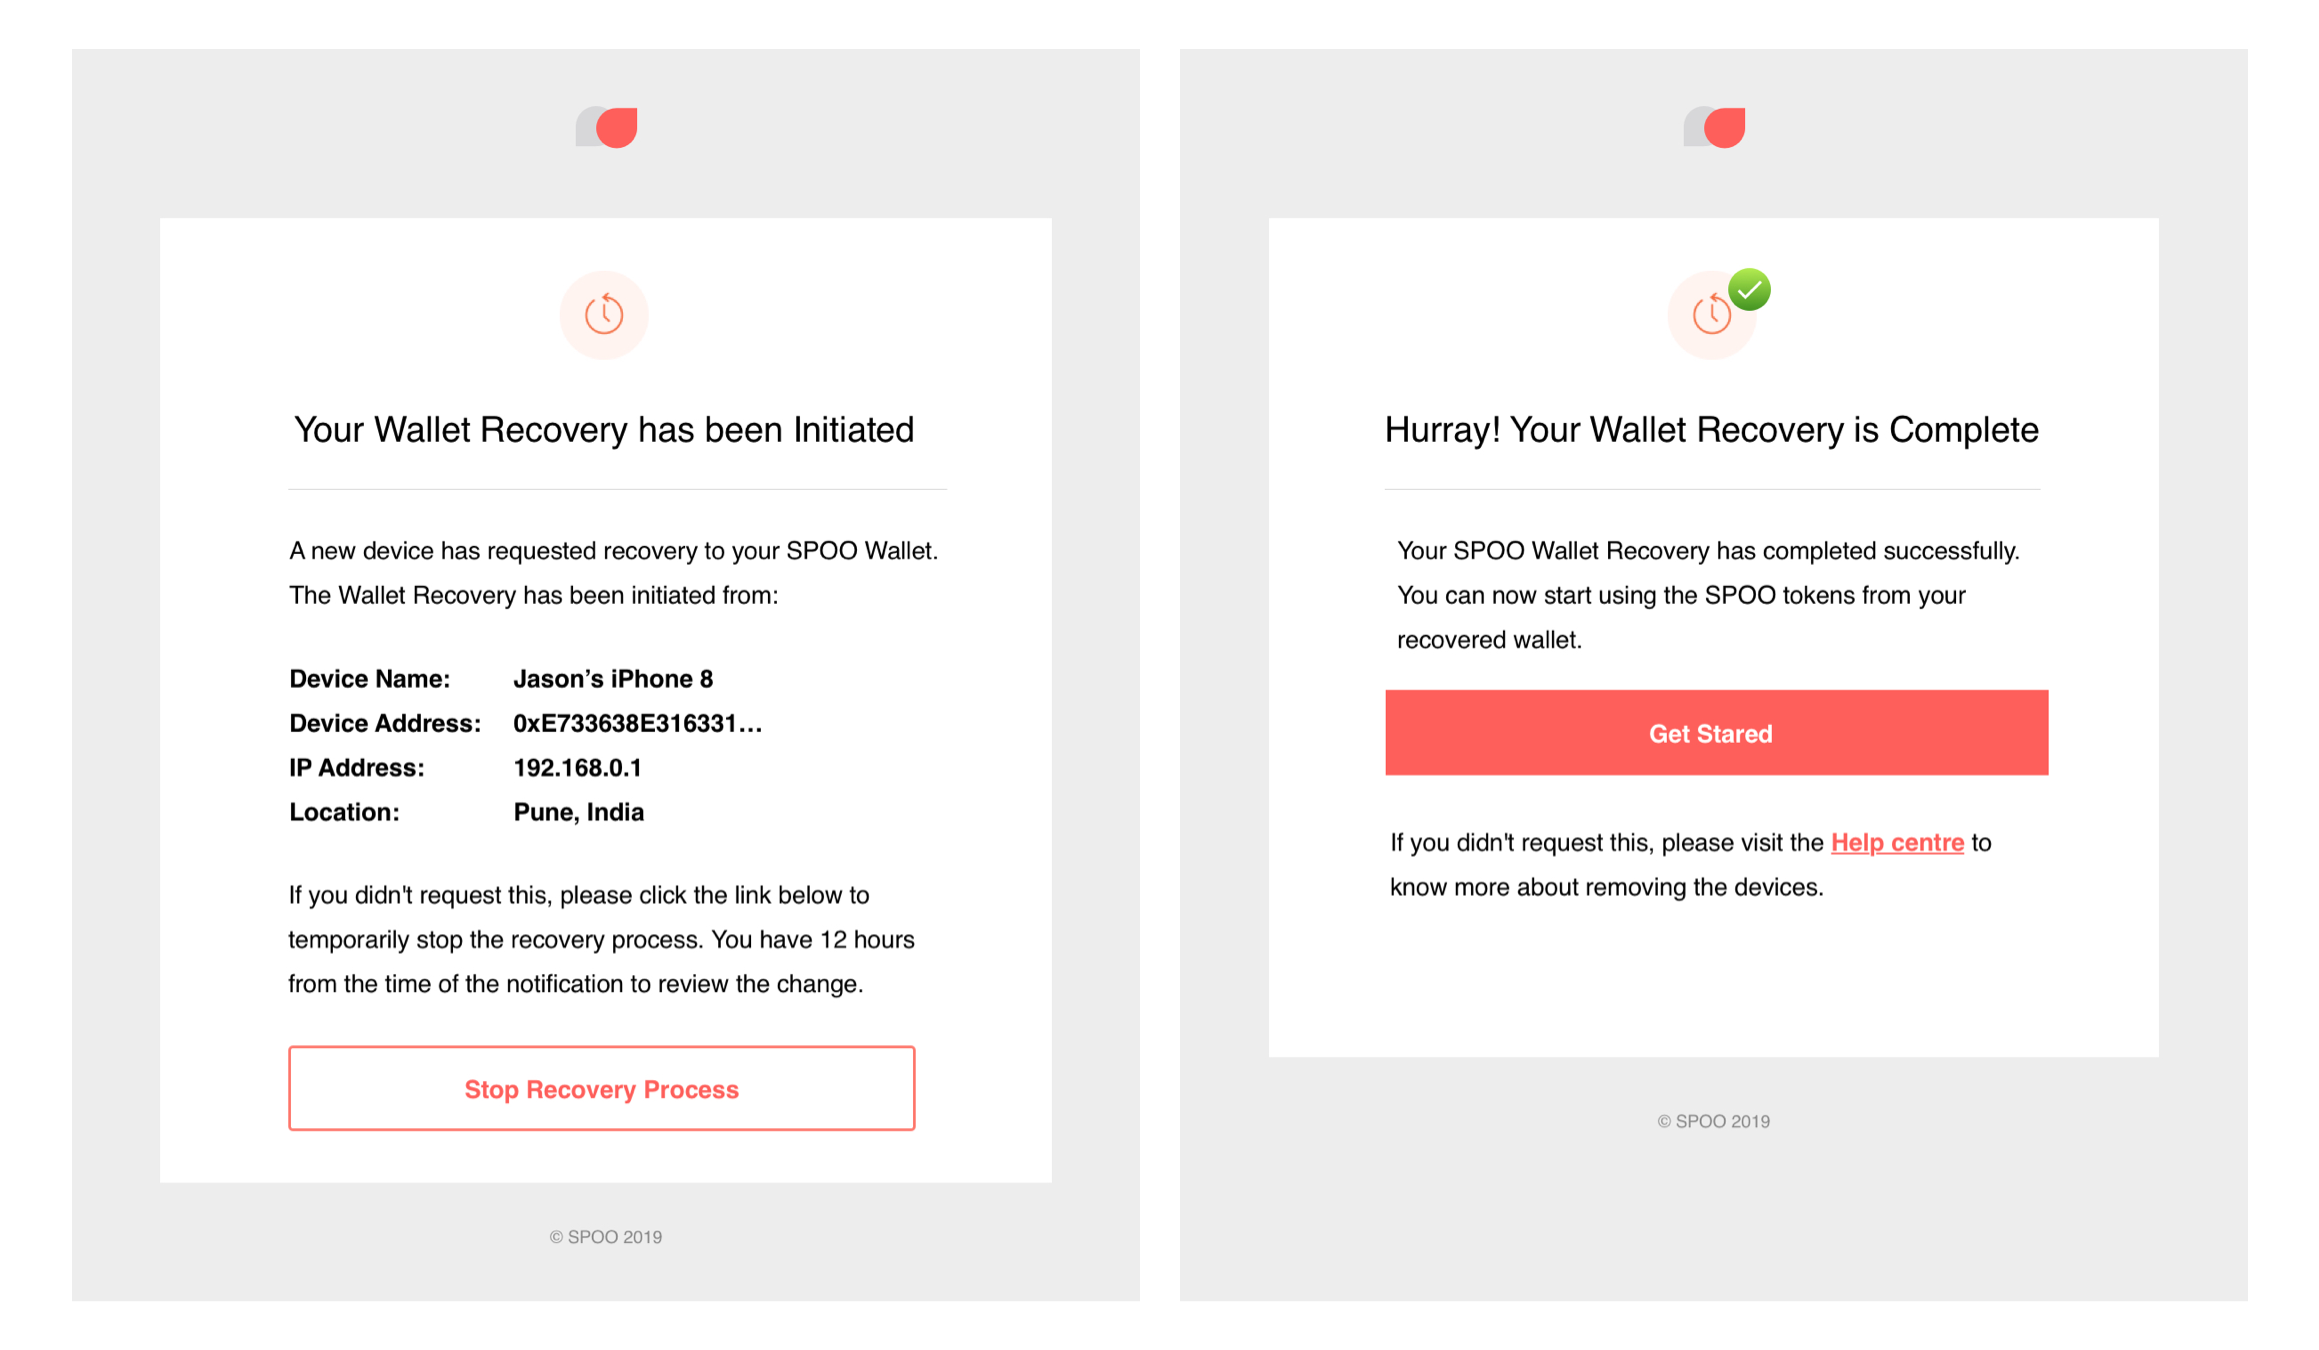 Your Wallet Recovery has been Initiated
A new device has requested recovery to your SPOO Wallet.
The Wallet Recovery has been initiated from:
Device Name: Jason’s iPhone 8
Device Address: 0xE733638E316331...
IP Address: 192.168.0.1
Location: Pune, India
If you didn't request this, please click the link below to
temporarily stop the recovery process. You have 12 hours
from the time of the notification to review the change.
Stop Recovery Process
© SPOO 2019
Hurray! Your Wallet Recovery is Complete
Your SPOO Wallet Recovery has completed successfully.
You can now start using the SPOO tokens from your
recovered wallet.
Get Stared
If you didn't request this, please visit the Help centre to
know more about removing the devices.
© SPOO 2019